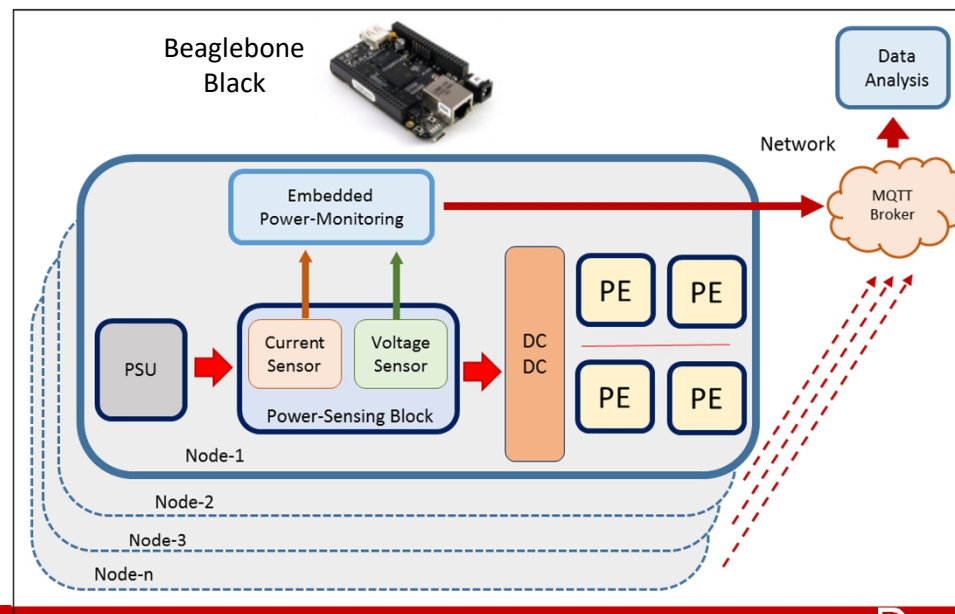 Beaglebone
Black
Data
Analysis
Network
MQTT
Broker
Embedded
Power-Monitoring
PSU
Current
Sensor
Voltage
Sensor
Power-Sensing Block
DC
DC
PE
PE
PE
PE
Node-1
Node-2
Node-3
Node-n